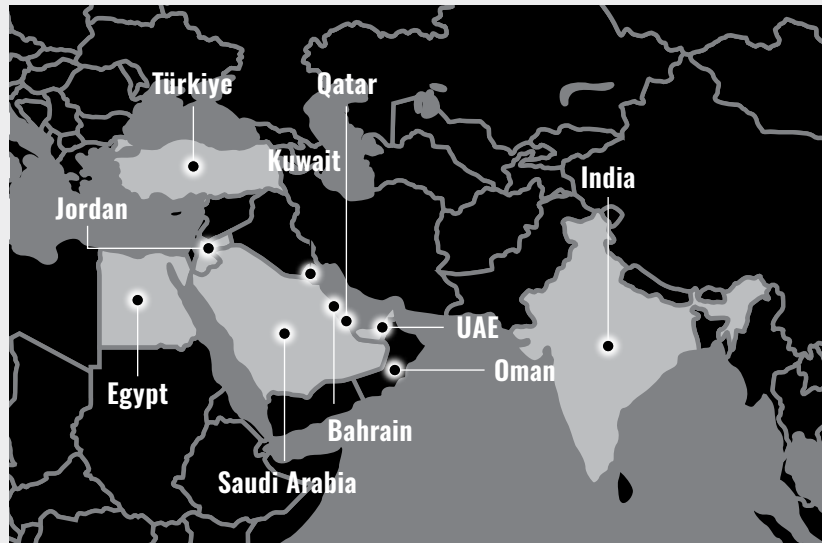 Türkiye
Qatar
Kuwait
India
Jordan
UAE
Oman
Egypt
Bahrain
Saudi Arabia